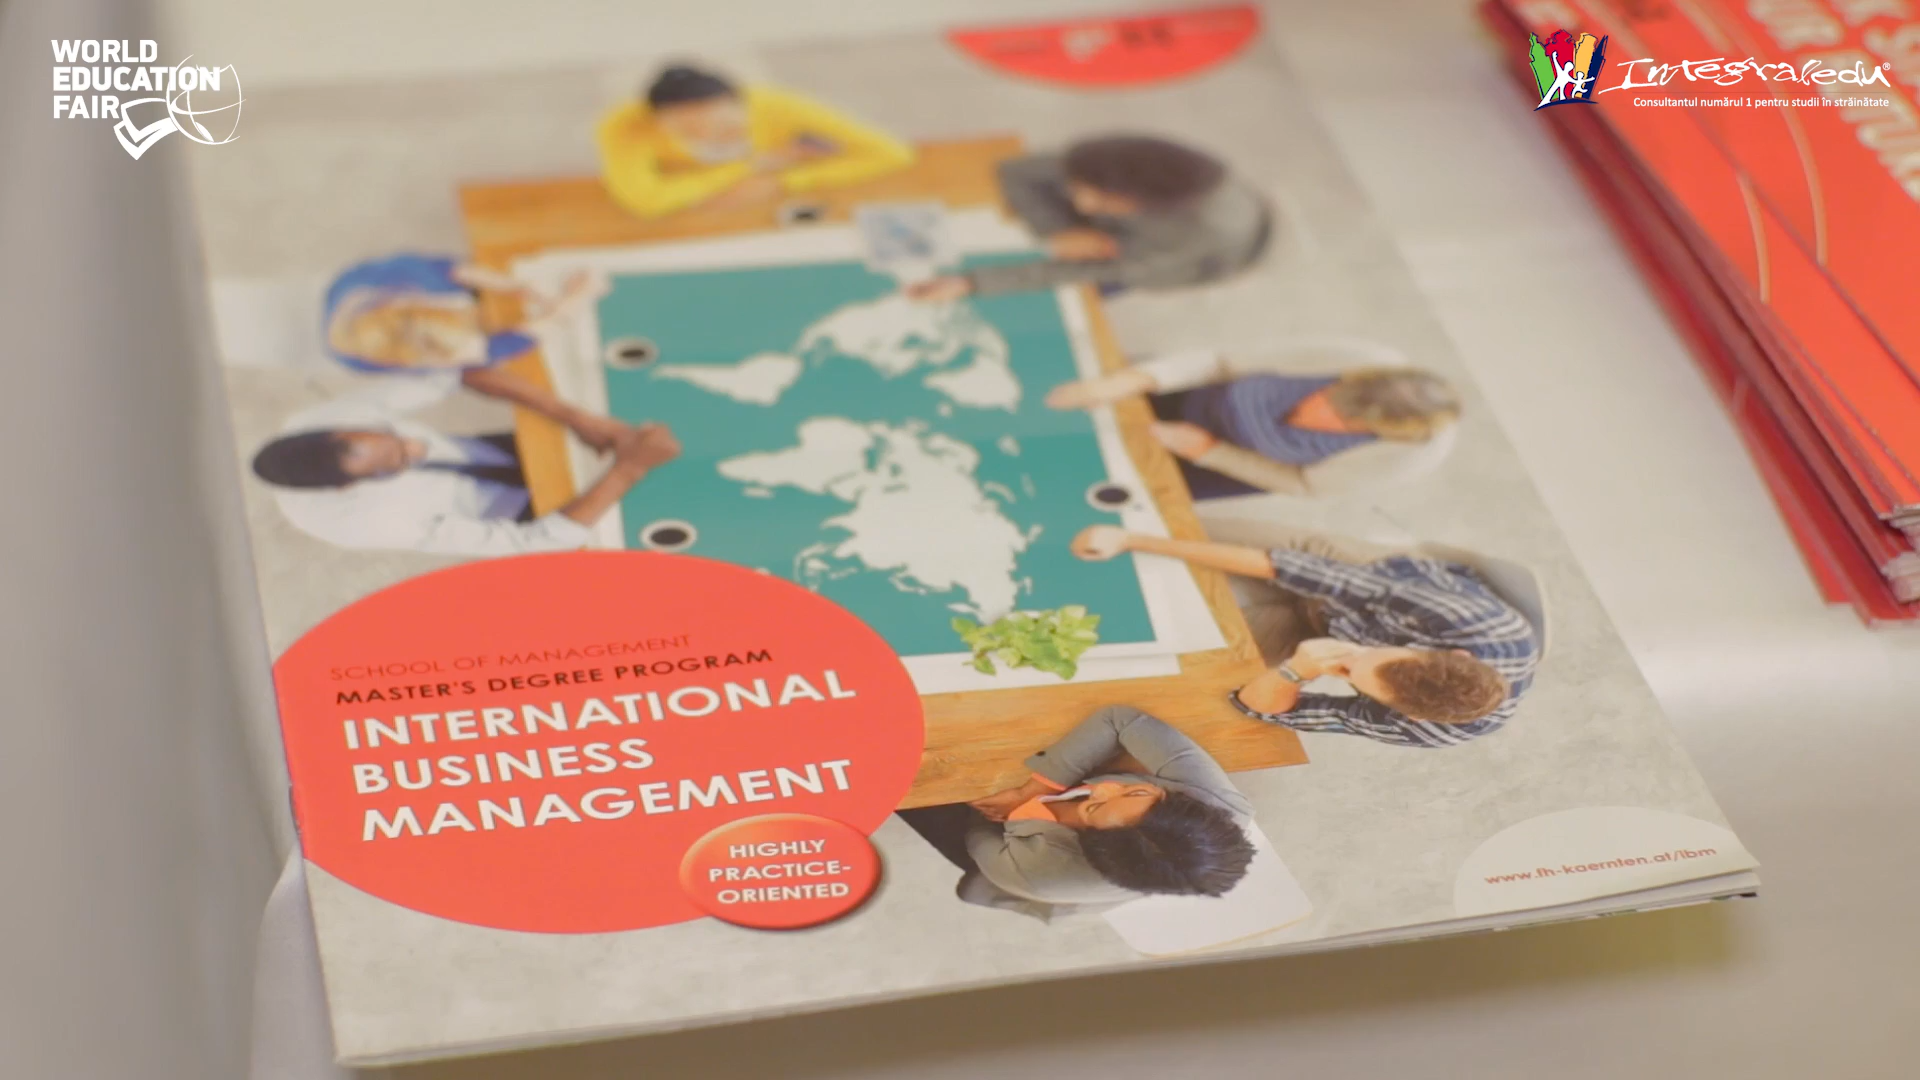 WORLD
EDUCATION
FAIR
Integraledu®
Consultantul numărul 1 pentru studii în străinătate
SCHOOL OF MANAGEMENT
MASTER'S DEGREE PROGRAM
INTERNATIONAL
BUSINESS
MANAGEMENT
HIGHLY
PRACTICE-
ORIENTED
www.fh-kaernten.at/ibm